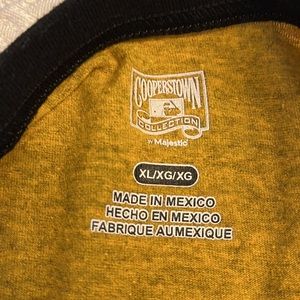 COOPERSTOWN
COLLECTION
BY Majestic
XL/XG/XG
MADE IN MEXICO
HECHO EN MEXICO
FABRIQUE AU MEXIQUE